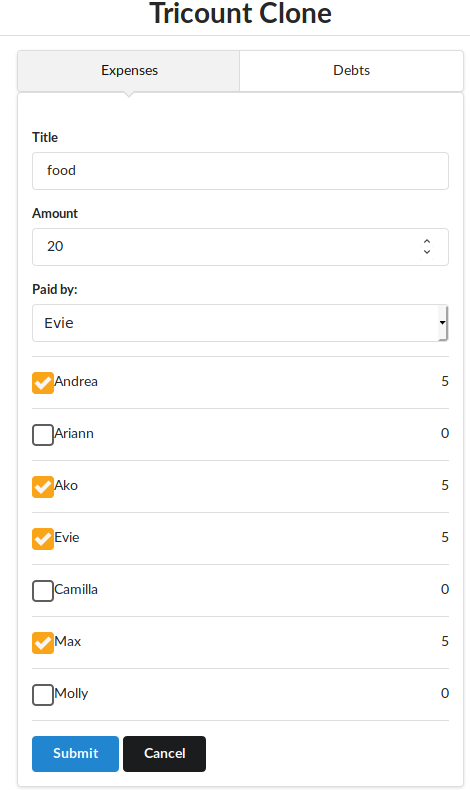 Tricount Clone
Expenses Debts
Title
food
Amount
20
Paid by:
Evie
Andrea 5
Ariann 0
Ako 5
Evie 5
Camilla 0
Max 5
Molly 0
Submit Cancel